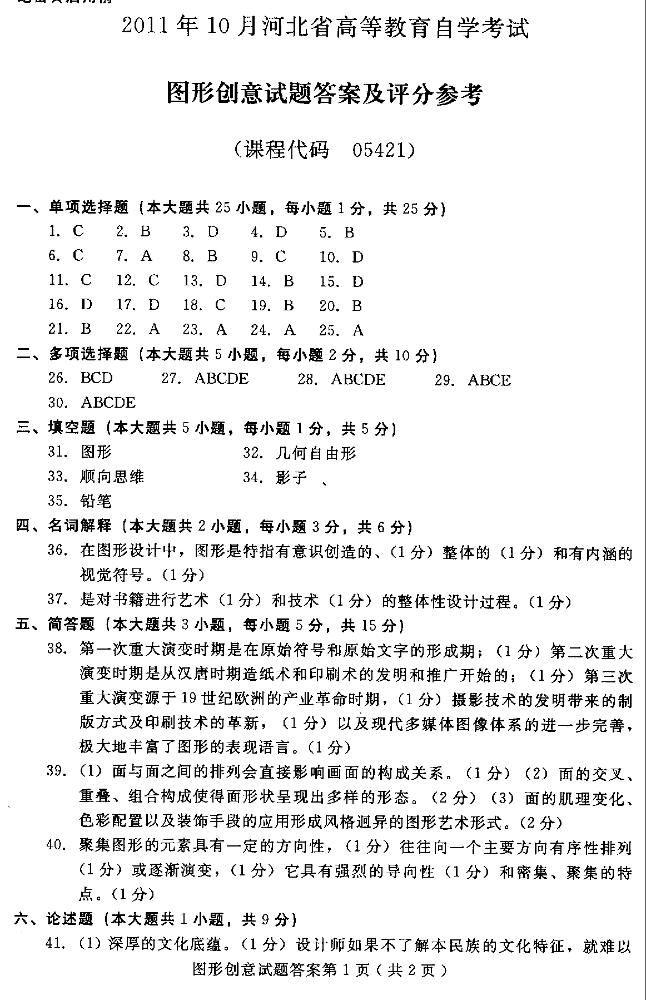 2011 年 10 月河北省高等教育自学考试
图形创意试题答案及评分参考
（课程代码 05421）
一、单项选择题（本大题共 25 小题，每小题 1 分，共 25 分）
1. C 2. B 3. D 4. D 5. B
6. C 7. A 8. B 9. C 10. D
11. C 12. C 13. D 14. B 15. D
16. D 17. D 18. C 19. B 20. B
21. B 22. A 23. A 24. A 25. A
二、多项选择题（本大题共 5 小题，每小题 2 分，共 10 分）
26. BCD 27. ABCDE 28. ABCDE 29. ABCE
30. ABCDE
三、填空题（本大题共 5 小题，每小题 1 分，共 5 分）
31. 图形 32. 几何自由形
33. 顺向思维 34. 影子 、
35. 铅笔
四、名词解释（本大题共 2 小题，每小题 3 分，共 6 分）
36. 在图形设计中，图形是特指有意识创造的、（1 分）整体的（1 分）和有内涵的
视觉符号。（1 分）
37. 是对书籍进行艺术（1 分）和技术（1 分）的整体性设计过程。（1 分）
五、简答题（本大题共 3 小题，每小题 5 分，共 15 分）
38. 第一次重大演变时期是在原始符号和原始文字的形成期；（1 分）第二次重大
演变时期是从汉唐时期造纸术和印刷术的发明和推广开始的；（1 分）第三次
重大演变源于 19 世纪欧洲的产业革命时期，（1 分）摄影技术的发明带来的制
版方式及印刷技术的革新，（1 分）以及现代多媒体图像体系的进一步完善，
极大地丰富了图形的表现语言。（1 分）
39.（1）面与面之间的排列会直接影响画面的构成关系。（1 分）（2）面的交叉、
重叠、组合构成使得面形状呈现出多样的形态。（2 分）（3）面的肌理变化、
色彩配置以及装饰手段的应用形成风格迥异的图形艺术形式。（2 分）
40. 聚集图形的元素具有一定的方向性，（1 分）往往向一个主要方向有序性排列
（1 分）或逐渐演变，（1 分）它具有强烈的导向性（1 分）和密集、聚集的特
点。（1 分）
六、论述题（本大题共 1 小题，共 9 分）
41.（1）深厚的文化底蕴。（1 分）设计师如果不了解本民族的文化特征，就难以
图形创意试题答案第 1 页（共 2 页）